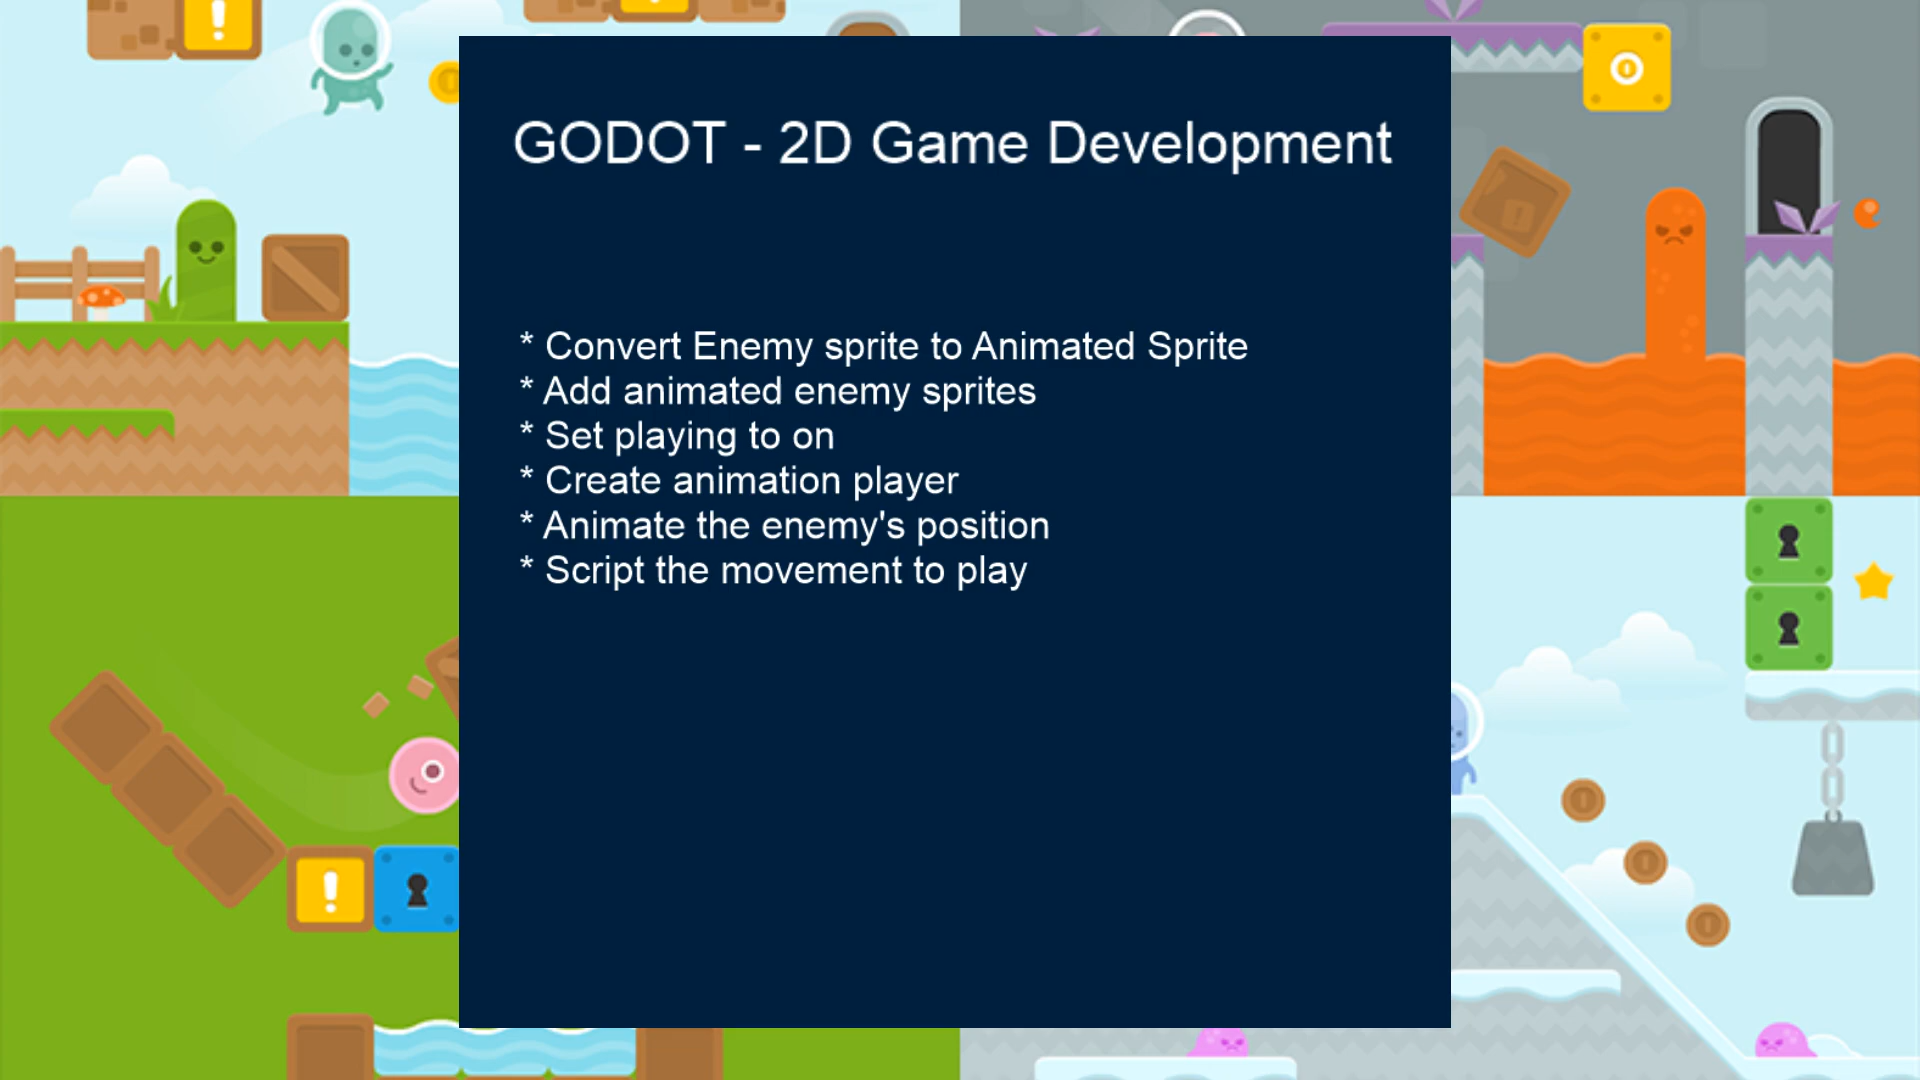 GODOT - 2D Game Development
* Convert Enemy sprite to Animated Sprite
* Add animated enemy sprites
* Set playing to on
* Create animation player
* Animate the enemy's position
* Script the movement to play